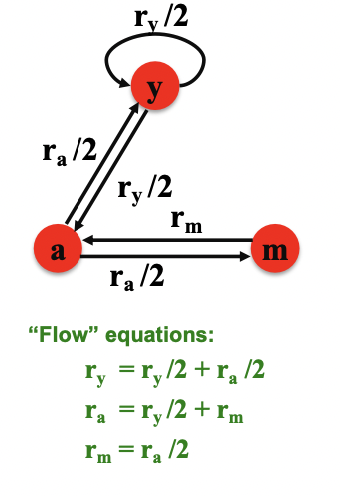 r_y /2
y
r_a /2
r_y /2
r_m
a
m
r_a /2
“Flow” equations:
r_y = r_y /2 + r_a /2
r_a = r_y /2 + r_m
r_m = r_a /2